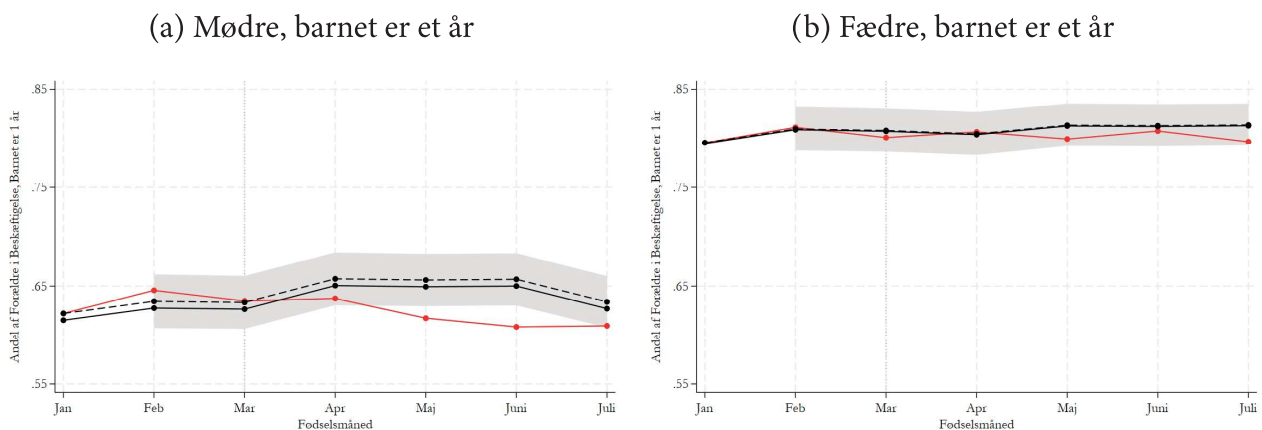 (a) Mødre, barnet er et år
Andel af Forældre i Beskæftigelse, Barnet er 1 år
.85
.75
.65
.55
Jan Feb Mar Apr Maj Juni Juli
Fødselsmåned
(b) Fædre, barnet er et år
Andel af Forældre i Beskæftigelse, Barnet er 1 år
.85
.75
.65
.55
Jan Feb Mar Apr Maj Juni Juli
Fødselsmåned